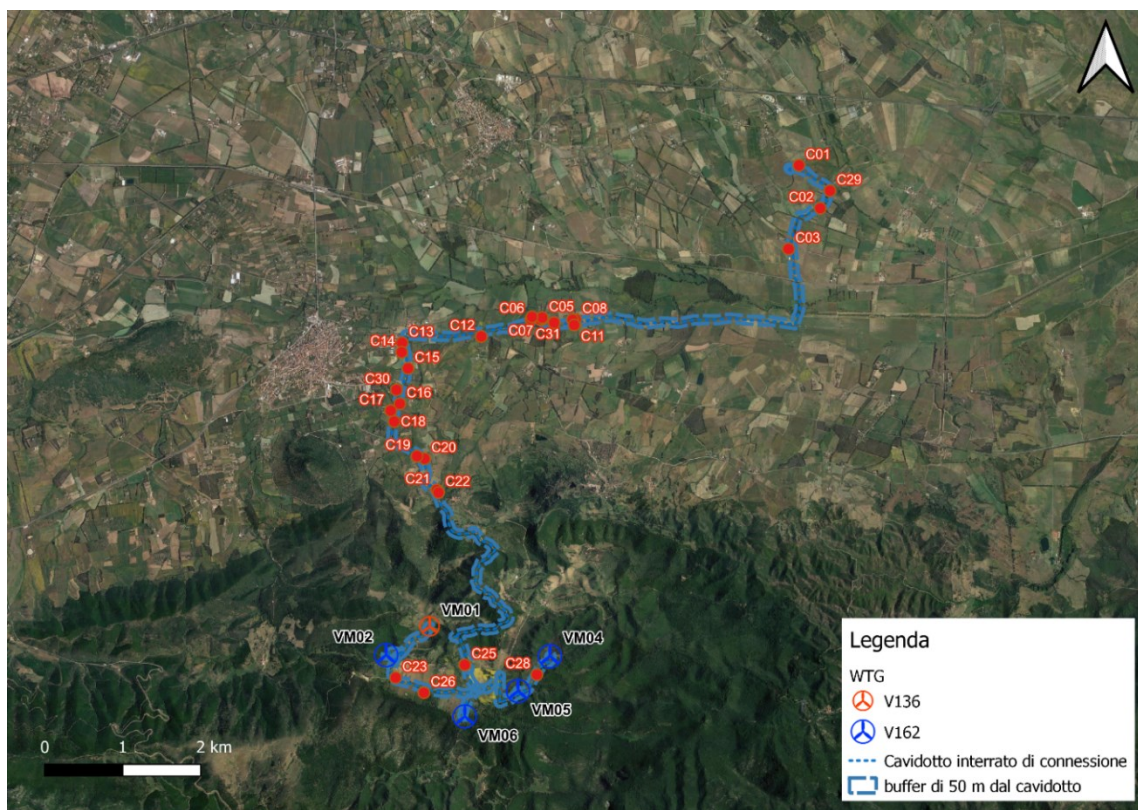 C01
C29
C02
C03
C06
C05
C08
C07
C31
C11
C12
C13
C14
C15
C30
C16
C17
C18
C19
C20
C21
C22
VM01
VM02
VM04
C25
C28
C23
C26
VM05
VM06
0 1 2 km
Legenda
WTG
V136
V162
Cavidotto interrato di connessione
buffer di 50 m dal cavidotto